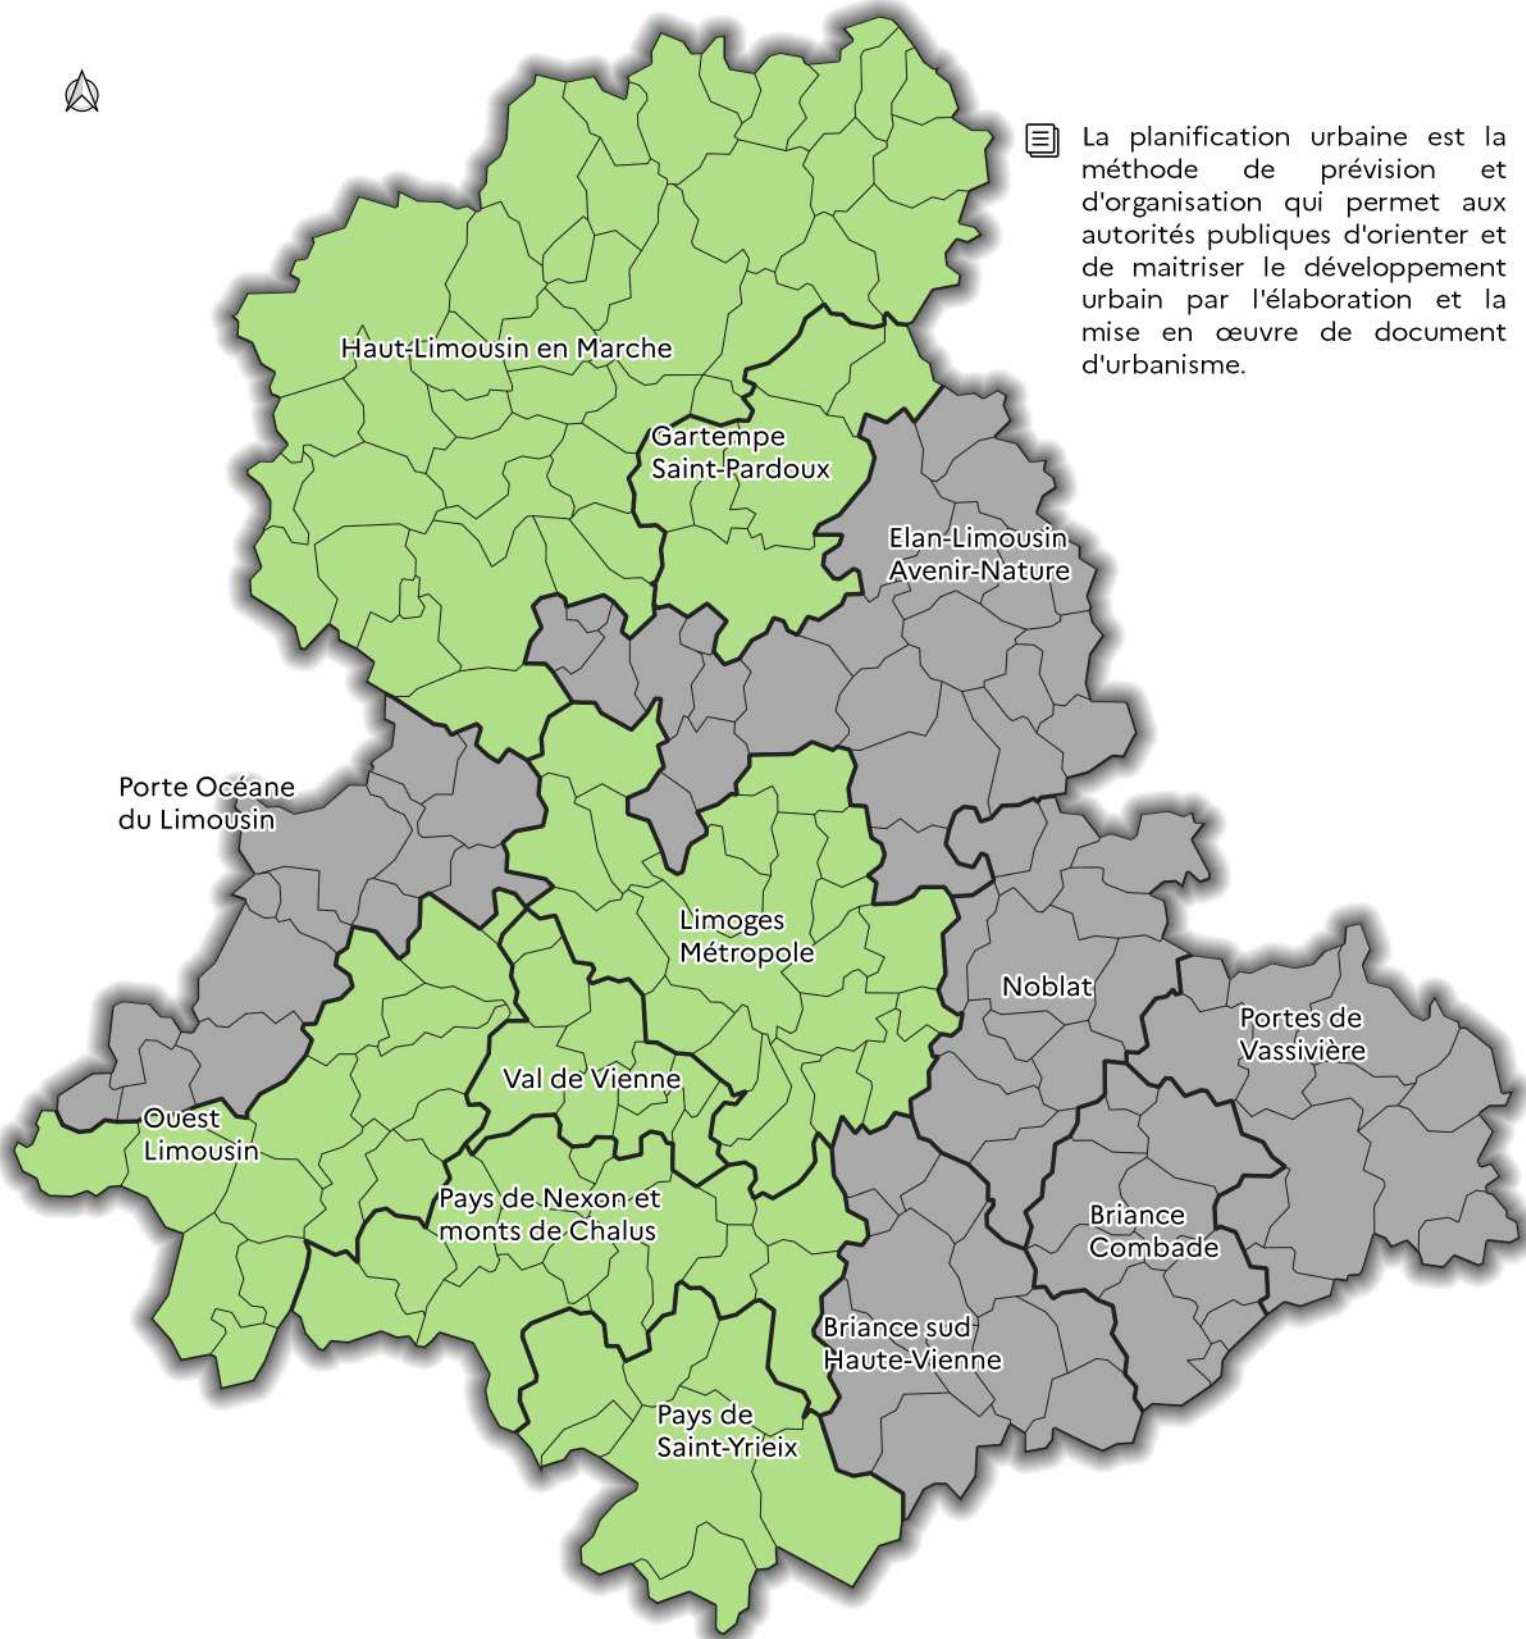 La planification urbaine est la
méthode de prévision et
d'organisation qui permet aux
autorités publiques d'orienter et
de maitriser le développement
urbain par l'élaboration et la
mise en œuvre de document
d'urbanisme.
Haut-Limousin en Marche
Gartempe
Saint-Pardoux
Elan-Limousin
Avenir-Nature
Porte Océane
du Limousin
Limoges
Métropole
Noblat
Portes de
Vassivière
Val de Vienne
Ouest
Limousin
Pays de Nexon et
monts de Chalus
Briance
Combade
Briance sud
Haute-Vienne
Pays de
Saint-Yrieix